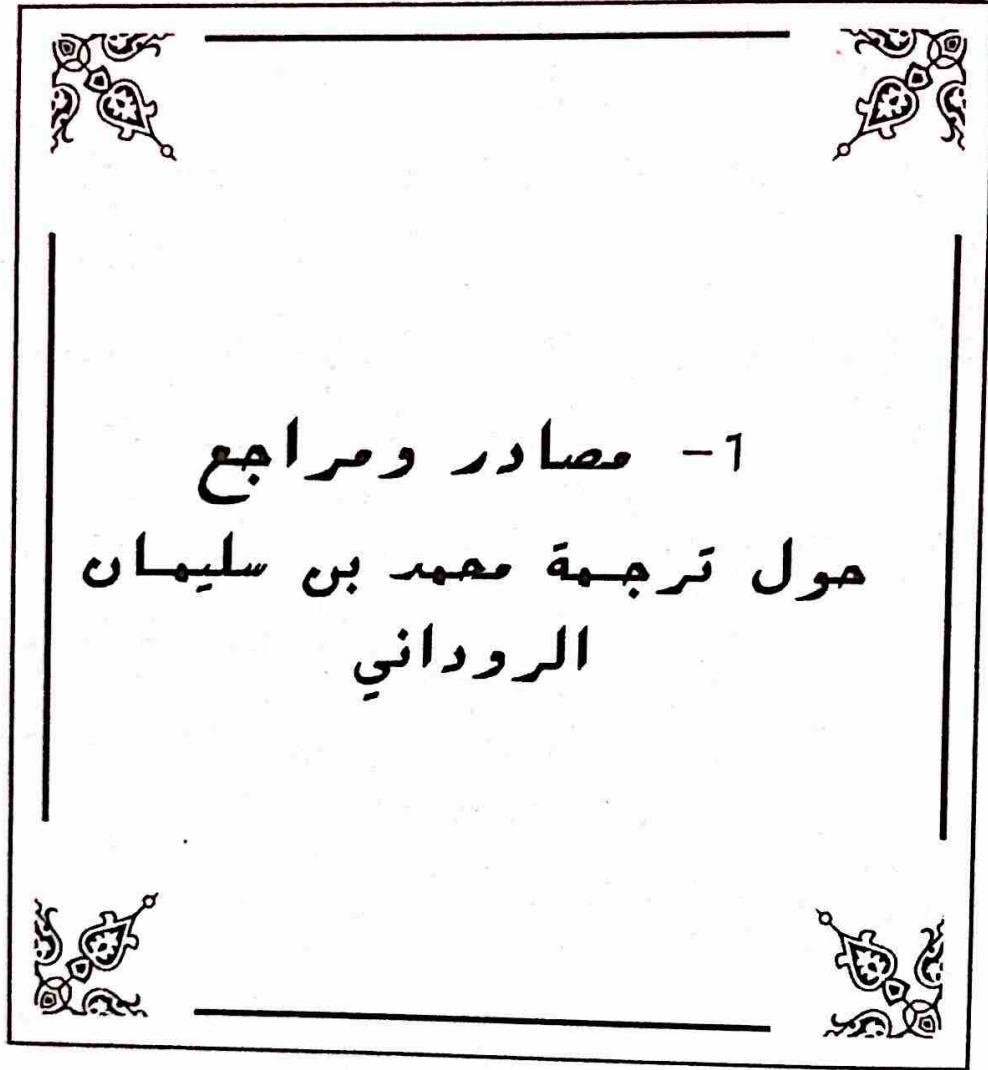 1- مصادر ومراجع
حول ترجمة محمد بن سليمان
الروداني